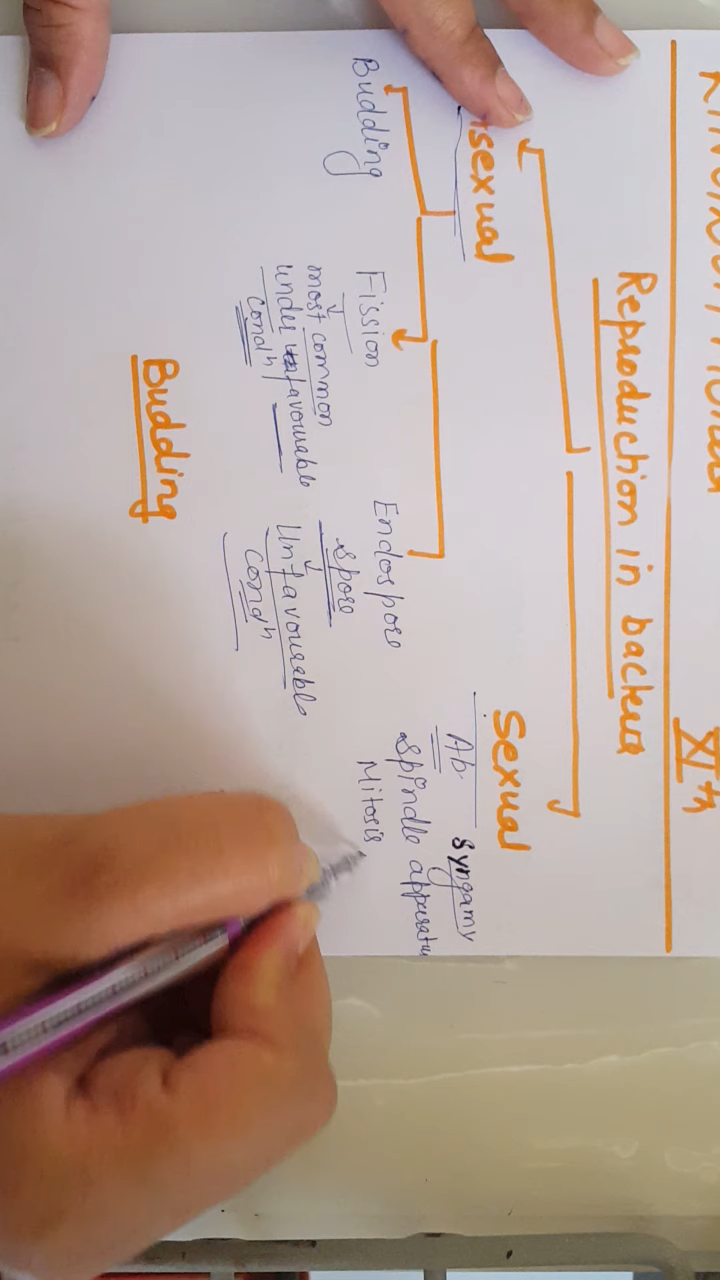 XIth
Reproduction in bacteria
Asexual
Sexual
Budding
Fission
most common
under favourable
condn
Endospore
spore
Unfavourable
condn
Ab. Syngamy
Spindle apparatus
Mitosis
Budding